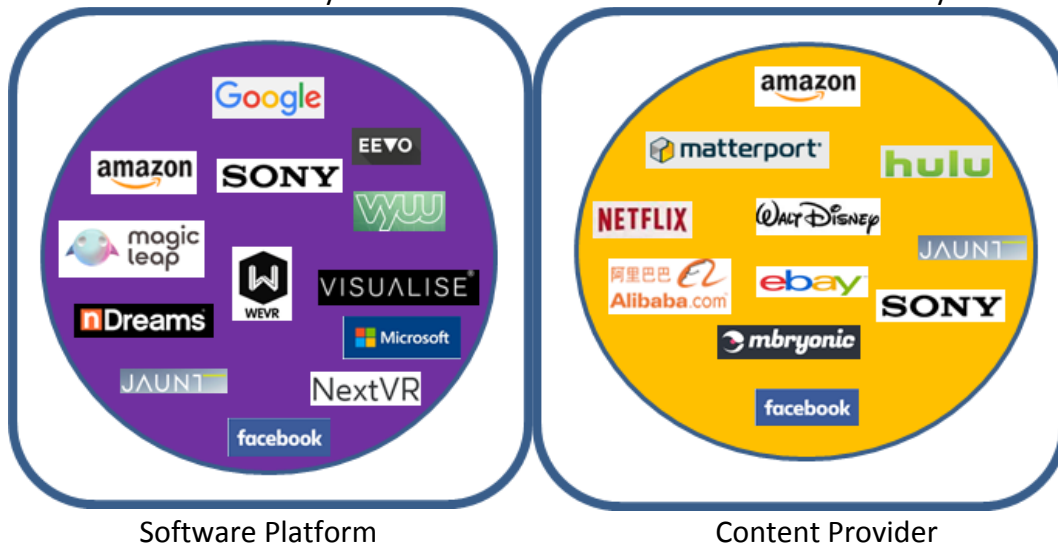 Google
EEVO
amazon
SONY
vyuu
magic
leap
WEVR
VISUALISE®
nDreams
Microsoft
JAUNT
NextVR
facebook
Software Platform
amazon
matterport
hulu
NETFLIX
WALT DISNEY
JAUNT
阿里巴巴
Alibaba.com
ebay
SONY
mbryonic
facebook
Content Provider